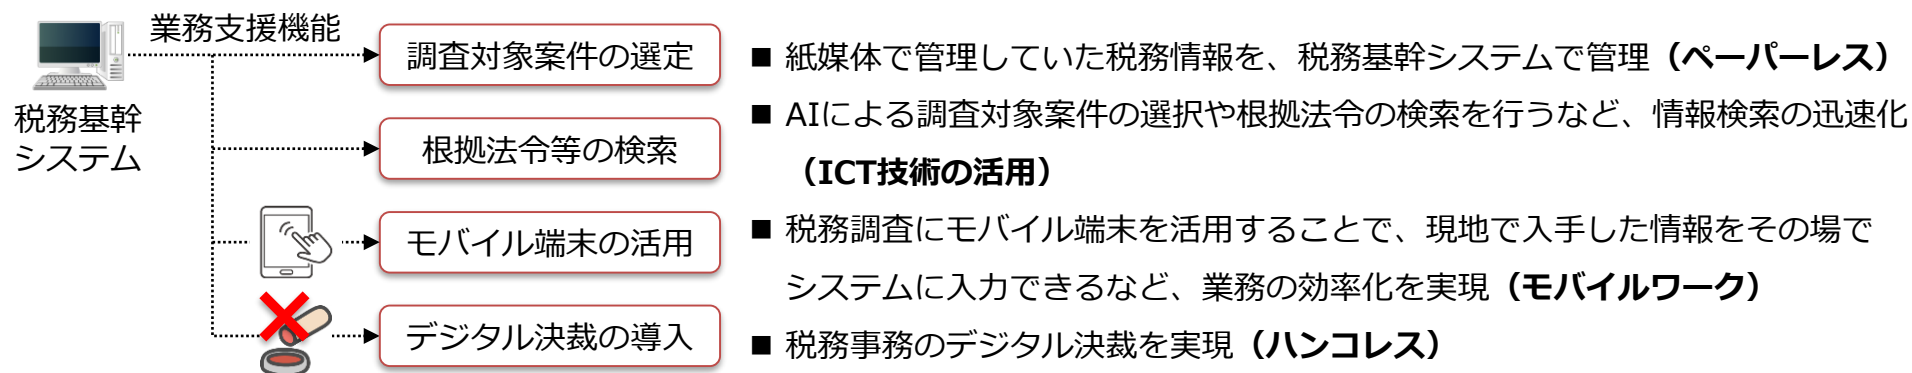 業務支援機能
税務基幹
システム
調査対象案件の選定
根拠法令等の検索
モバイル端末の活用
デジタル決裁の導入
■ 紙媒体で管理していた税務情報を、税務基幹システムで管理（ペーパーレス）
■ AIによる調査対象案件の選択や根拠法令の検索を行うなど、情報検索の迅速化
（ICT技術の活用）
■ 税務調査にモバイル端末を活用することで、現地で入手した情報をその場で
システムに入力できるなど、業務の効率化を実現（モバイルワーク）
■ 税務事務のデジタル決裁を実現（ハンコレス）